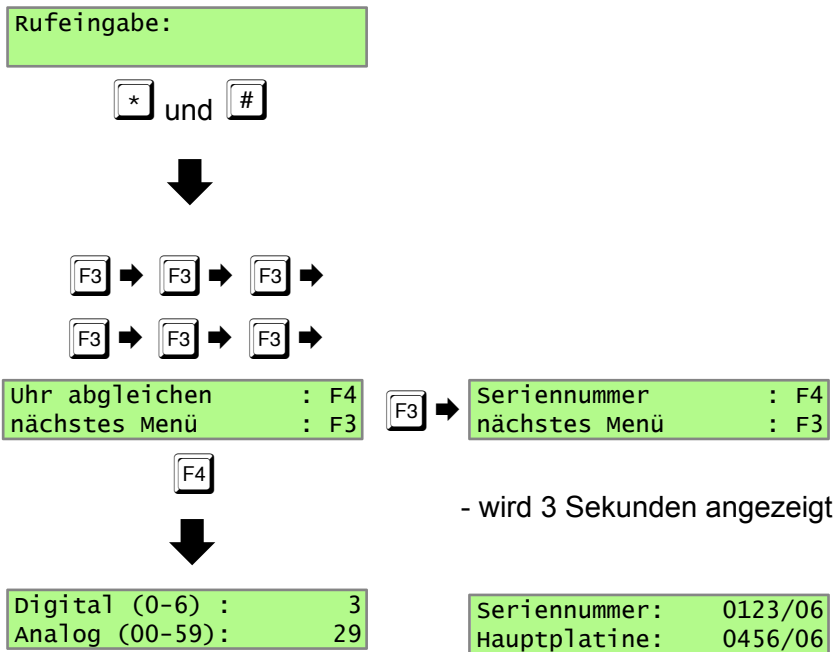 Rufeingabe:
* und #
F3 F3 F3
F3 F3 F3
Uhr abgleichen : F4
nächstes Menü : F3
F3
Seriennummer : F4
nächstes Menü : F3
F4
- wird 3 Sekunden angezeigt
Digital (0-6) : 3
Analog (00-59): 29
Seriennummer: 0123/06
Hauptplatine: 0456/06